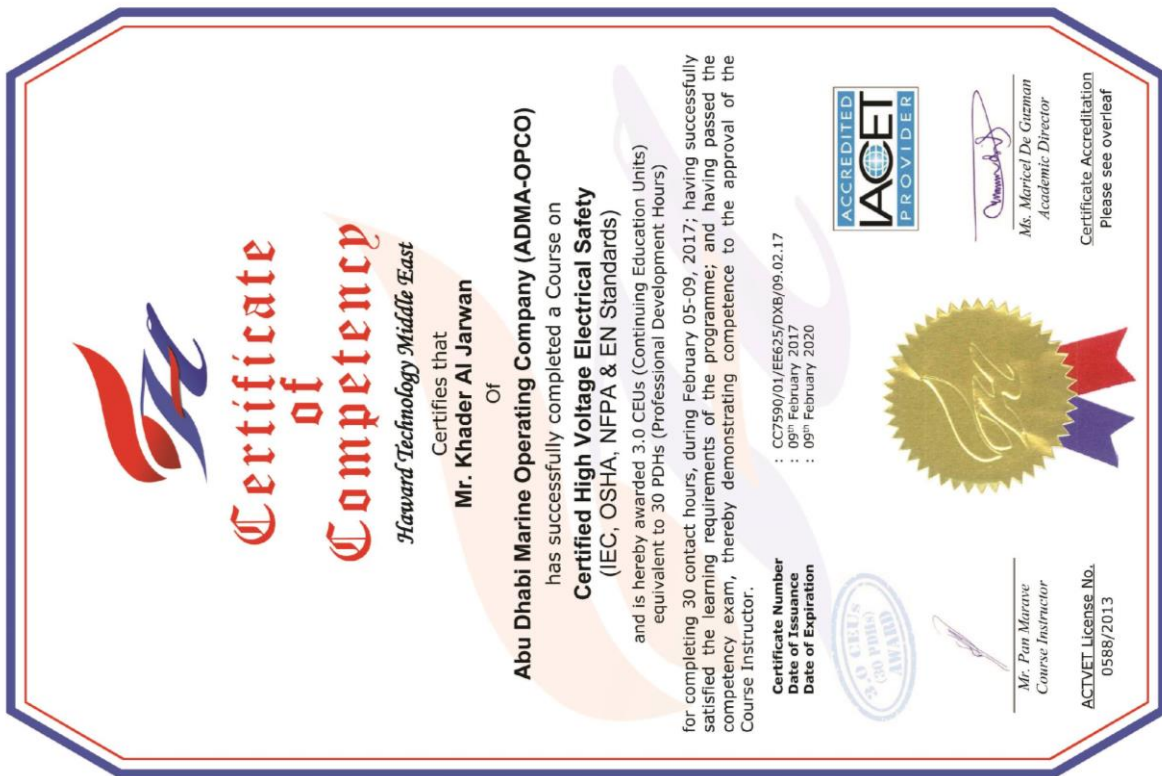 Certificate
of
Competency
Haward Technology Middle East
Certifies that
Mr. Khader Al Jarwan
Of
Abu Dhabi Marine Operating Company (ADMA-OPCO)
has successfully completed a Course on
Certified High Voltage Electrical Safety
(IEC, OSHA, NFPA & EN Standards)
and is hereby awarded 3.0 CEUs (Continuing Education Units)
equivalent to 30 PDHs (Professional Development Hours)
for completing 30 contact hours, during February 05-09, 2017; having successfully
satisfied the learning requirements of the programme; and having passed the
competency exam, thereby demonstrating competence to the approval of the
Course Instructor.
Certificate Number : CC7590/01/EE625/DXB/09.02.17
Date of Issuance : 09th February 2017
Date of Expiration : 09th February 2020
3.0 CEUs
(30 PDHs)
AWARD
ACCREDITED
IACET
PROVIDER
Mr. Pan Marave
Course Instructor
Ms. Maricel De Guzman
Academic Director
ACTVET License No.
0588/2013
Certificate Accreditation
Please see overleaf